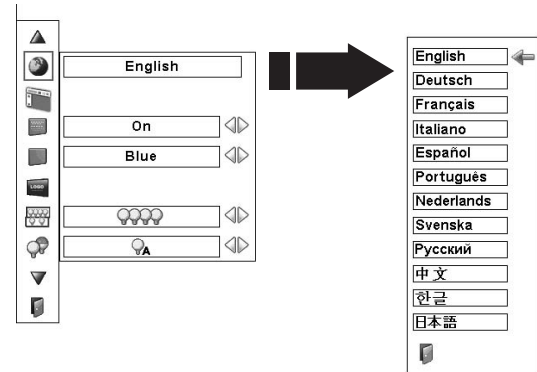 English
On
Blue
LOGO
A
English
Deutsch
Français
Italiano
Español
Português
Nederlands
Svenska
Русский
中文
한글
日本語